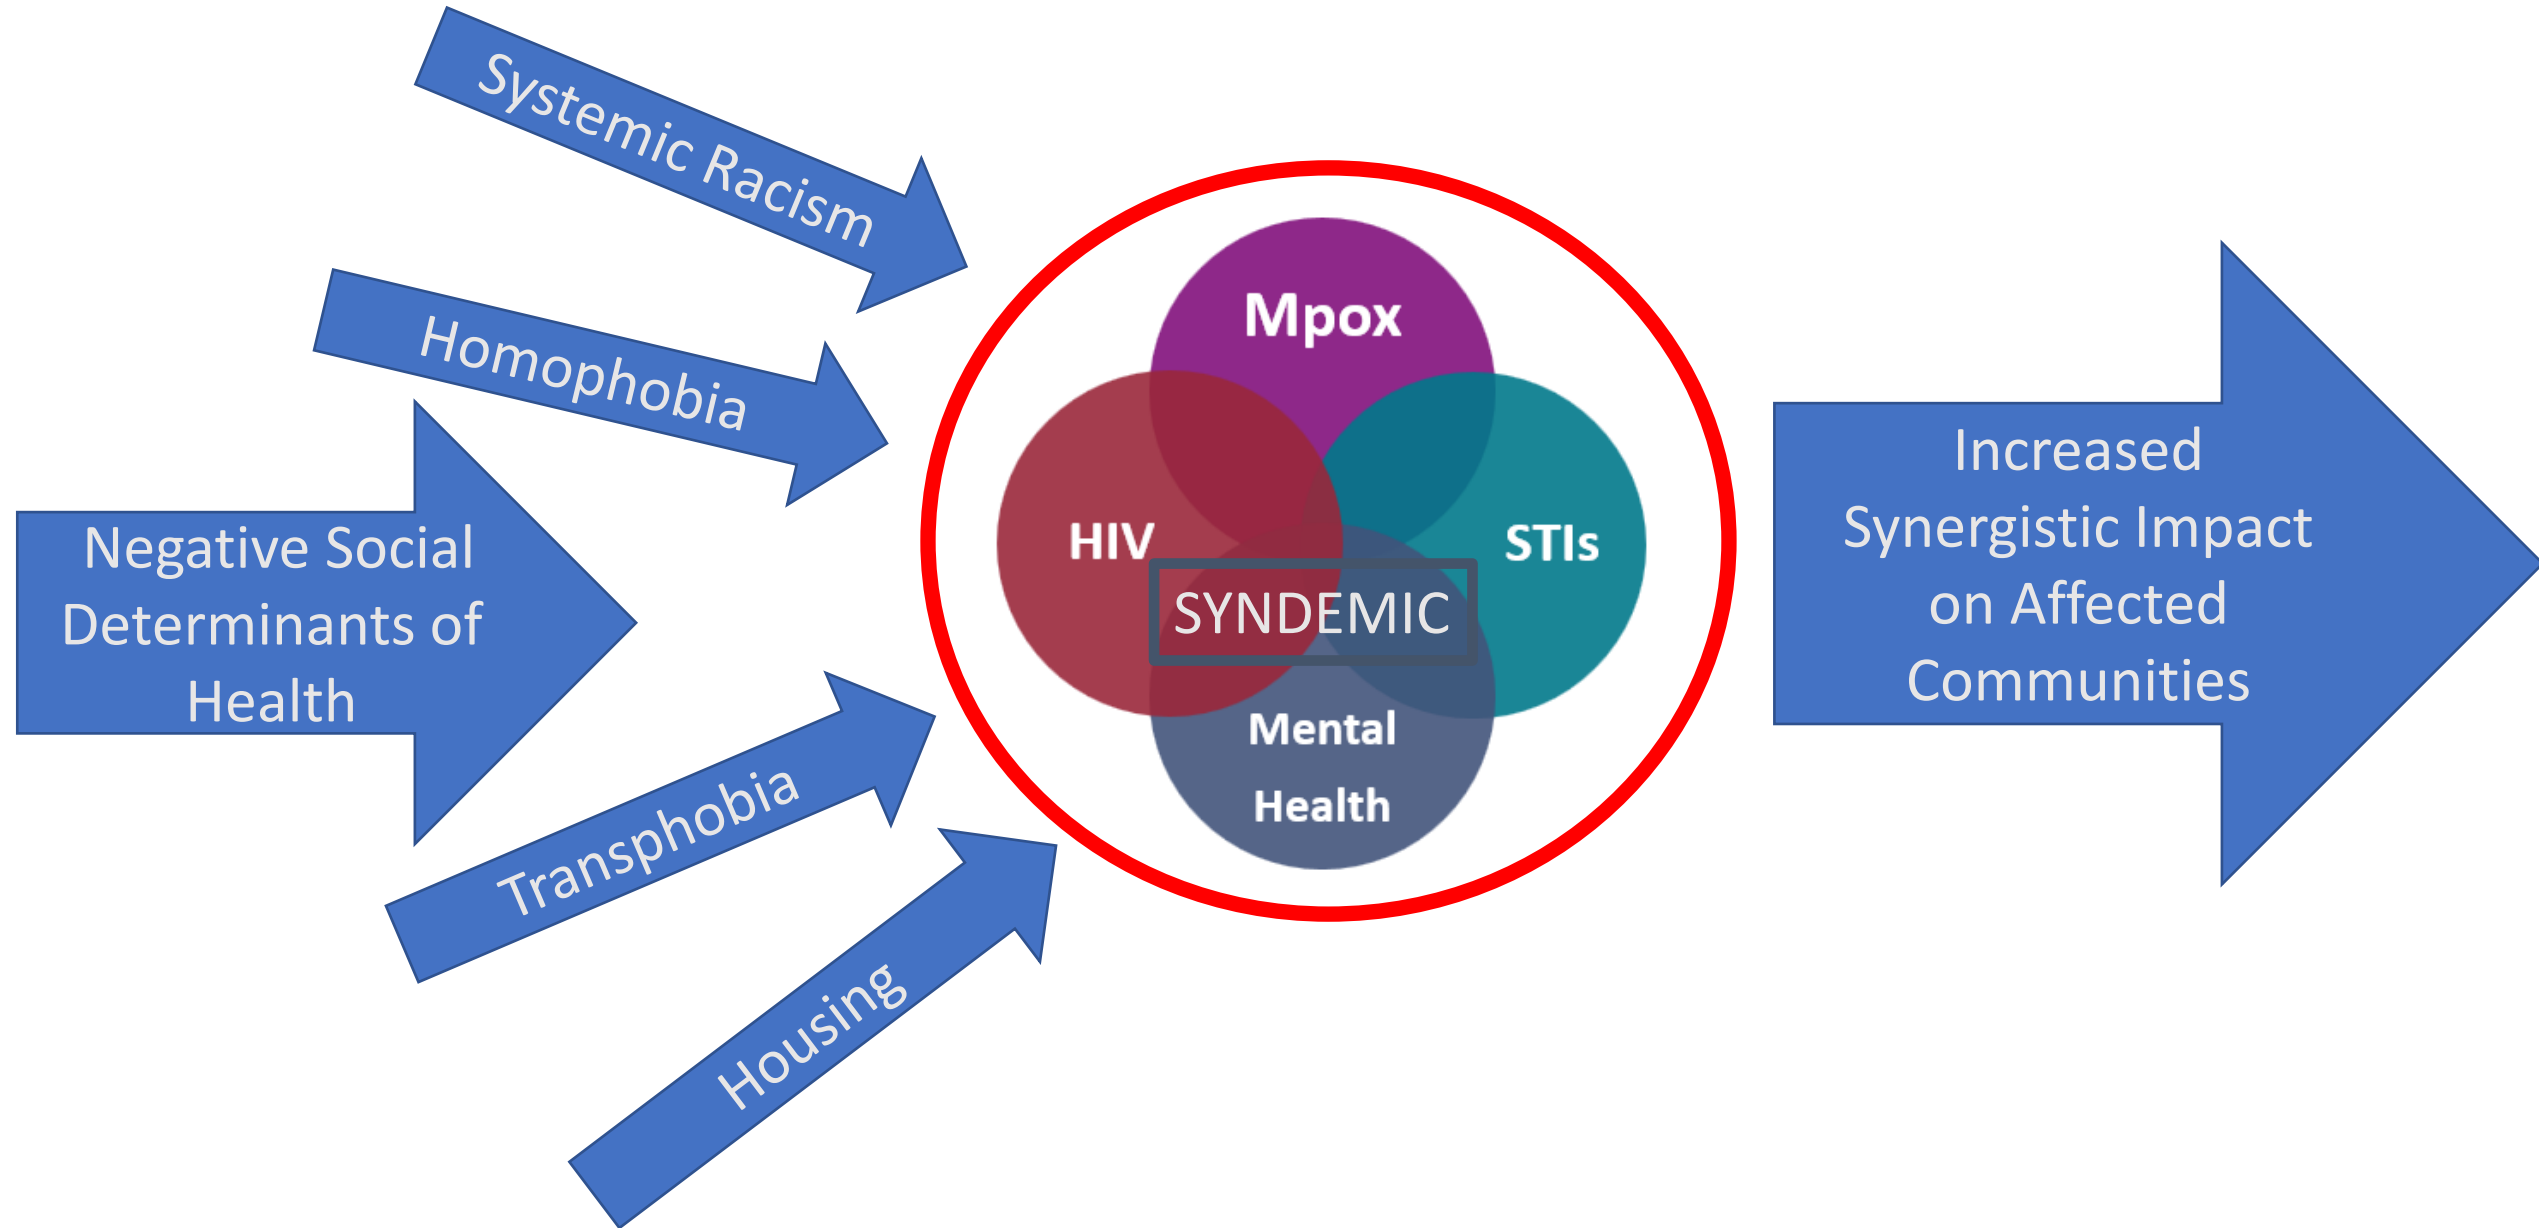 Systemic Racism
Homophobia
Negative Social
Determinants of
Health
Transphobia
Housing
Mpox
HIV
STIs
SYNDEMIC
Mental
Health
Increased
Synergistic Impact
on Affected
Communities